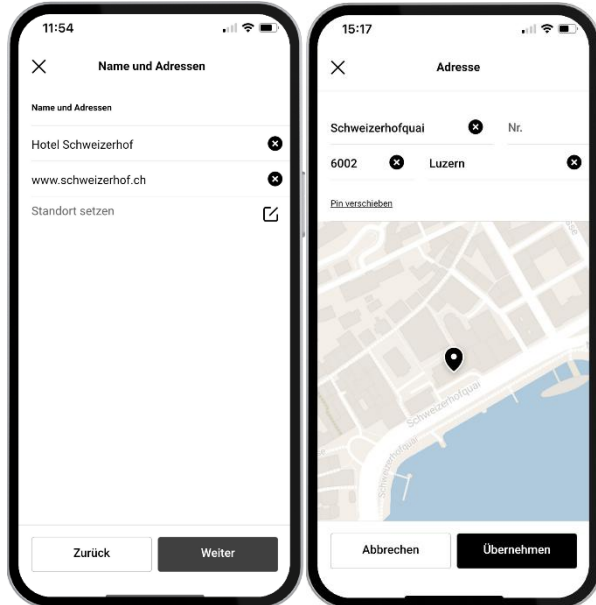 11:54
Name und Adressen
Name und Adressen
Hotel Schweizerhof
www.schweizerhof.ch
Standort setzen
Zurück
Weiter
15:17
Adresse
Schweizerhofquai
Nr.
6002
Luzern
Pin verschieben
Schweizerhofquai
Schweizerhofquai
Abbrechen
Übernehmen